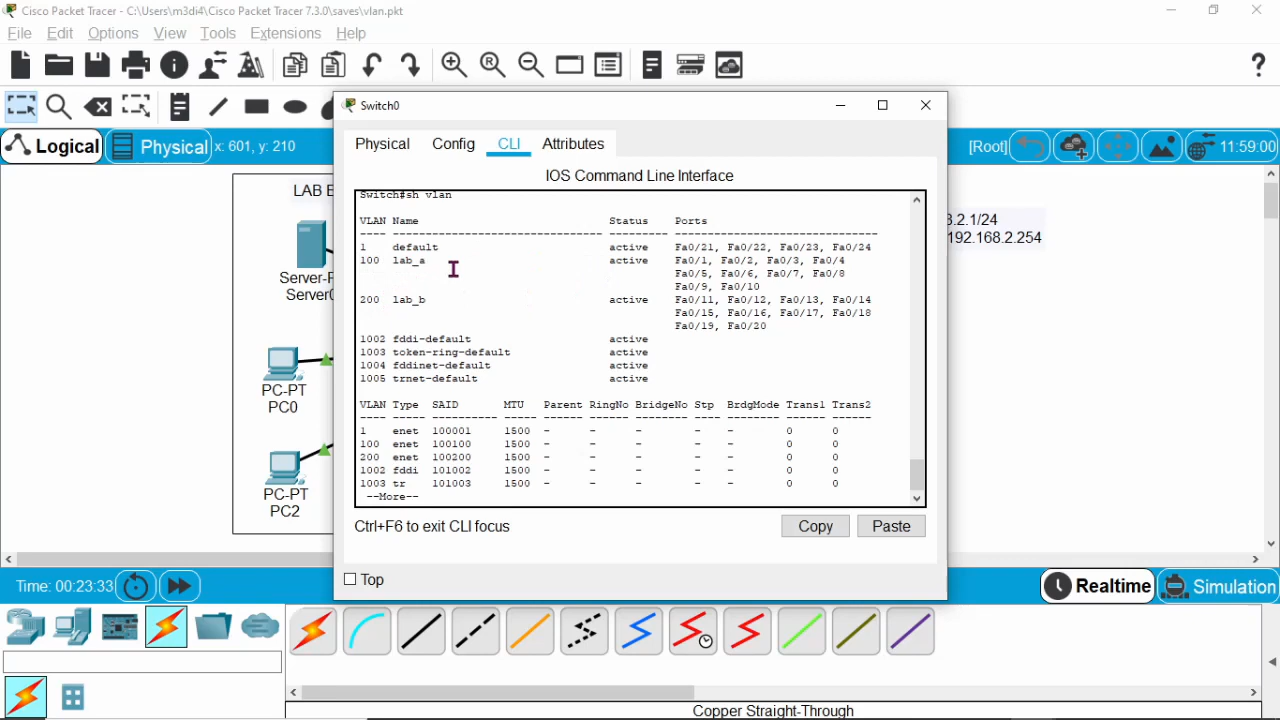 Cisco Packet Tracer - C:\Users\m3di4\Cisco Packet Tracer 7.3.0\saves\vlan.pkt
File Edit Options View Tools Extensions Help
?
Switch0
Logical Physical x: 601, y: 210
[Root] 11:59:00
Physical Config CLI Attributes
IOS Command Line Interface
LAB
Switch#sh vlan
3.2.1/24
192.168.2.254
VLAN Name Status Ports
---- -------------------------------- --------- -------------------------------
1 default active Fa0/21, Fa0/22, Fa0/23, Fa0/24
100 lab_a active Fa0/1, Fa0/2, Fa0/3, Fa0/4
Fa0/5, Fa0/6, Fa0/7, Fa0/8
Fa0/9, Fa0/10
200 lab_b active Fa0/11, Fa0/12, Fa0/13, Fa0/14
Fa0/15, Fa0/16, Fa0/17, Fa0/18
Fa0/19, Fa0/20
1002 fddi-default active
1003 token-ring-default active
1004 fddinet-default active
1005 trnet-default active
VLAN Type SAID MTU Parent RingNo BridgeNo Stp BrdgMode Trans1 Trans2
---- ----- ---------- ----- ------ ------ -------- ---- -------- ------ ------
1 enet 100001 1500 - - - - - 0 0
100 enet 100100 1500 - - - - - 0 0
200 enet 100200 1500 - - - - - 0 0
1002 fddi 101002 1500 - - - - - 0 0
1003 tr 101003 1500 - - - - - 0 0
--More--
Server-P
Server0
PC-PT
PC0
PC-PT
PC2
Ctrl+F6 to exit CLI focus Copy Paste
Top
Time: 00:23:33
Realtime Simulation
Copper Straight-Through